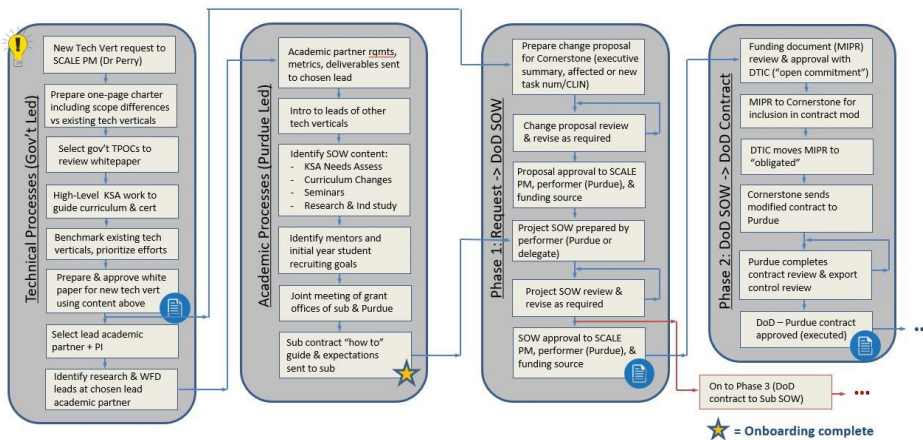 Technical Processes (Gov't Led)
New Tech Vert request to
SCALE PM (Dr Perry)
Prepare one-page charter
including scope differences
vs existing tech verticals
Select gov't TPOCs to
review whitepaper
High-Level KSA work to
guide curriculum & cert
Benchmark existing tech
verticals, prioritize efforts
Prepare & approve white
paper for new tech vert
using content above
Select lead academic
partner + PI
Identify research & WFD
leads at chosen lead
academic partner
Academic Processes (Purdue Led)
Academic partner rqmts,
metrics, deliverables sent
to chosen lead
Intro to leads of other
tech verticals
Identify SOW content:
- KSA Needs Assess
- Curriculum Changes
- Seminars
- Research & Ind study
Identify mentors and
initial year student
recruiting goals
Joint meeting of grant
offices of sub & Purdue
Sub contract "how to"
guide & expectations
sent to sub
Phase 1: Request -> DoD SOW
Prepare change proposal
for Cornerstone (executive
summary, affected or new
task num/CLIN)
Change proposal review &
revise as required
Proposal approval to SCALE
PM, performer (Purdue), &
funding source
Project SOW prepared by
performer (Purdue or
delegate)
Project SOW review &
revise as required
SOW approval to SCALE
PM, performer (Purdue), &
funding source
Phase 2: DoD SOW -> DoD Contract
Funding document (MIPR)
review & approval with
DTIC ("open commitment")
MIPR to Cornerstone for
inclusion in contract mod
DTIC moves MIPR to
"obligated"
Cornerstone sends
modified contract to
Purdue
Purdue completes
contract review & export
control review
DoD – Purdue contract
approved (executed)
On to Phase 3 (DoD
contract to Sub SOW)
= Onboarding complete